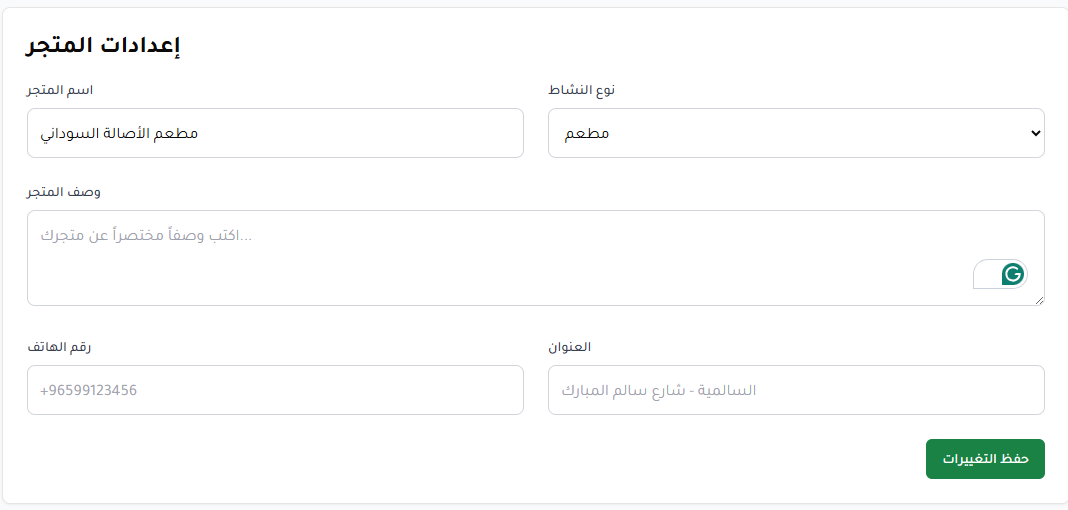 إعدادات المتجر
اسم المتجر
نوع النشاط
مطعم الأصالة السوداني
مطعم
وصف المتجر
اكتب وصفاً مختصراً عن متجرك...
رقم الهاتف
العنوان
+96599123456
السالمية - شارع سالم المبارك
حفظ التغييرات